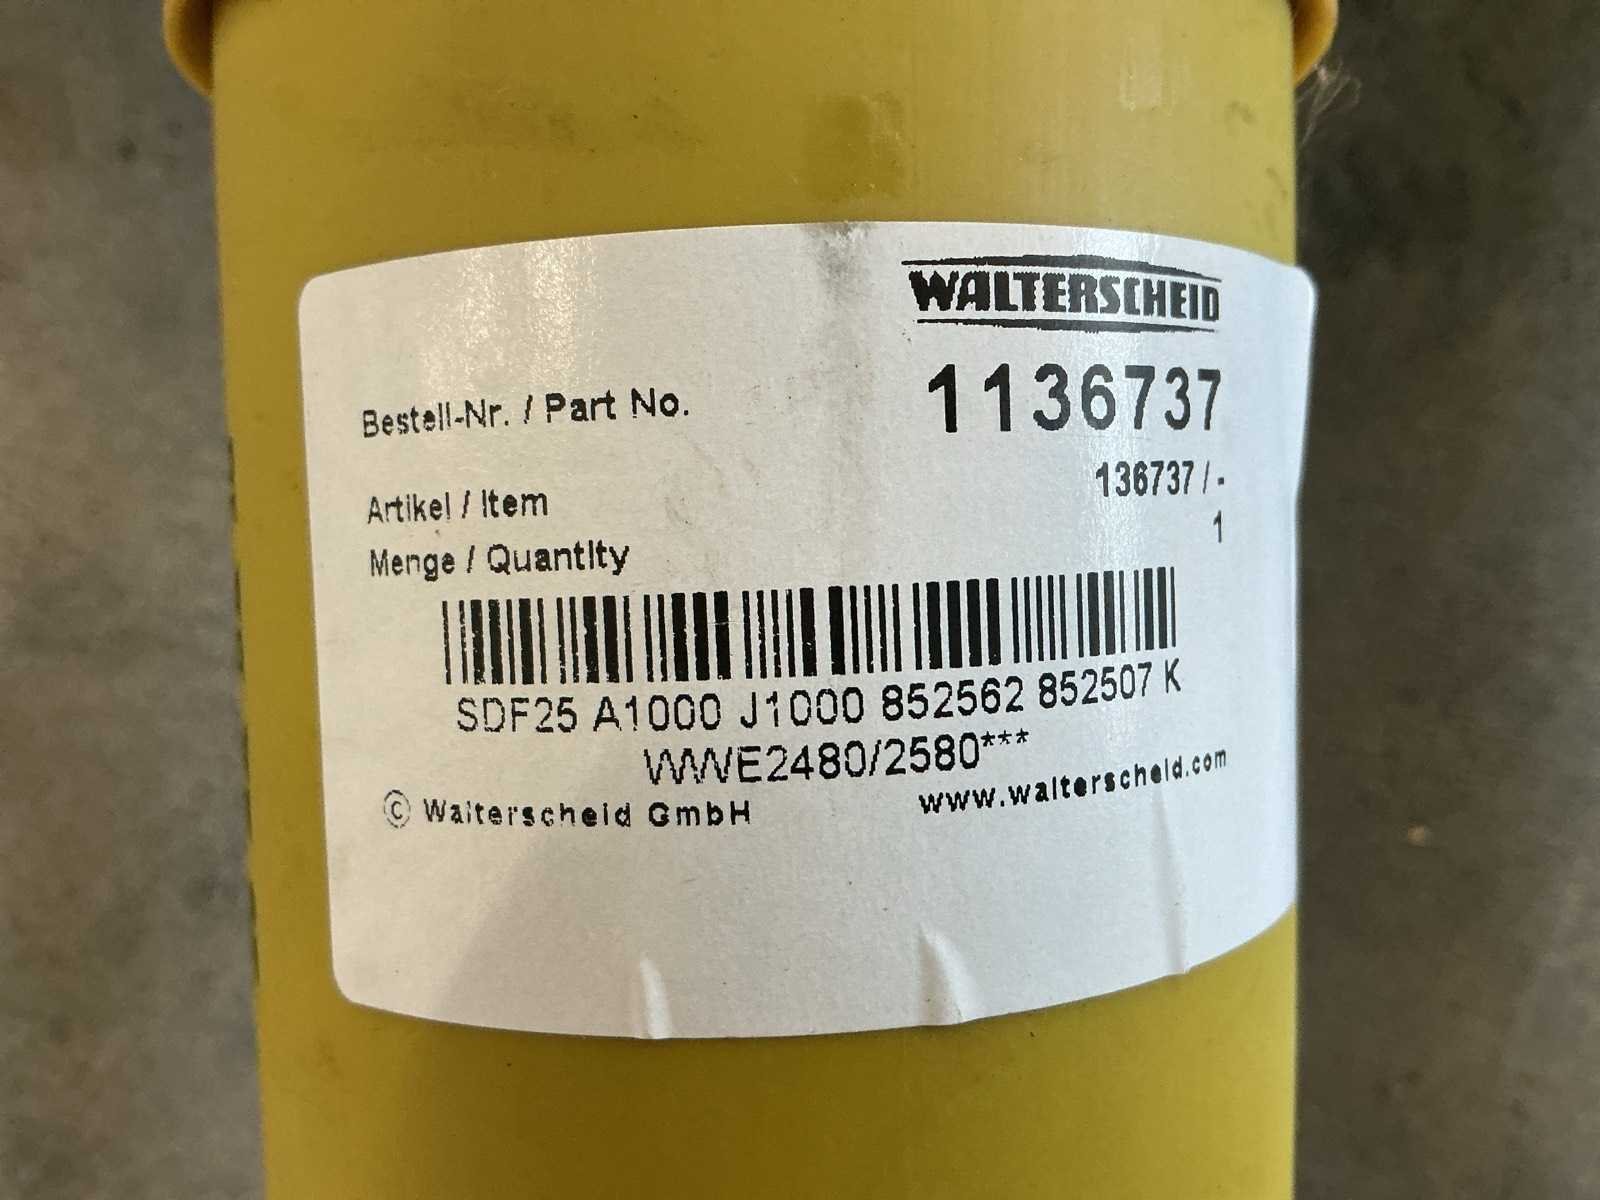 WALTERSCHEID
Bestell-Nr. / Part No. 1136737
Artikel / Item 136737 / -
Menge / Quantity 1
SDF25 A1000 J1000 852562 852507 K
WWE2480/2580***
© Walterscheid GmbH www.walterscheid.com